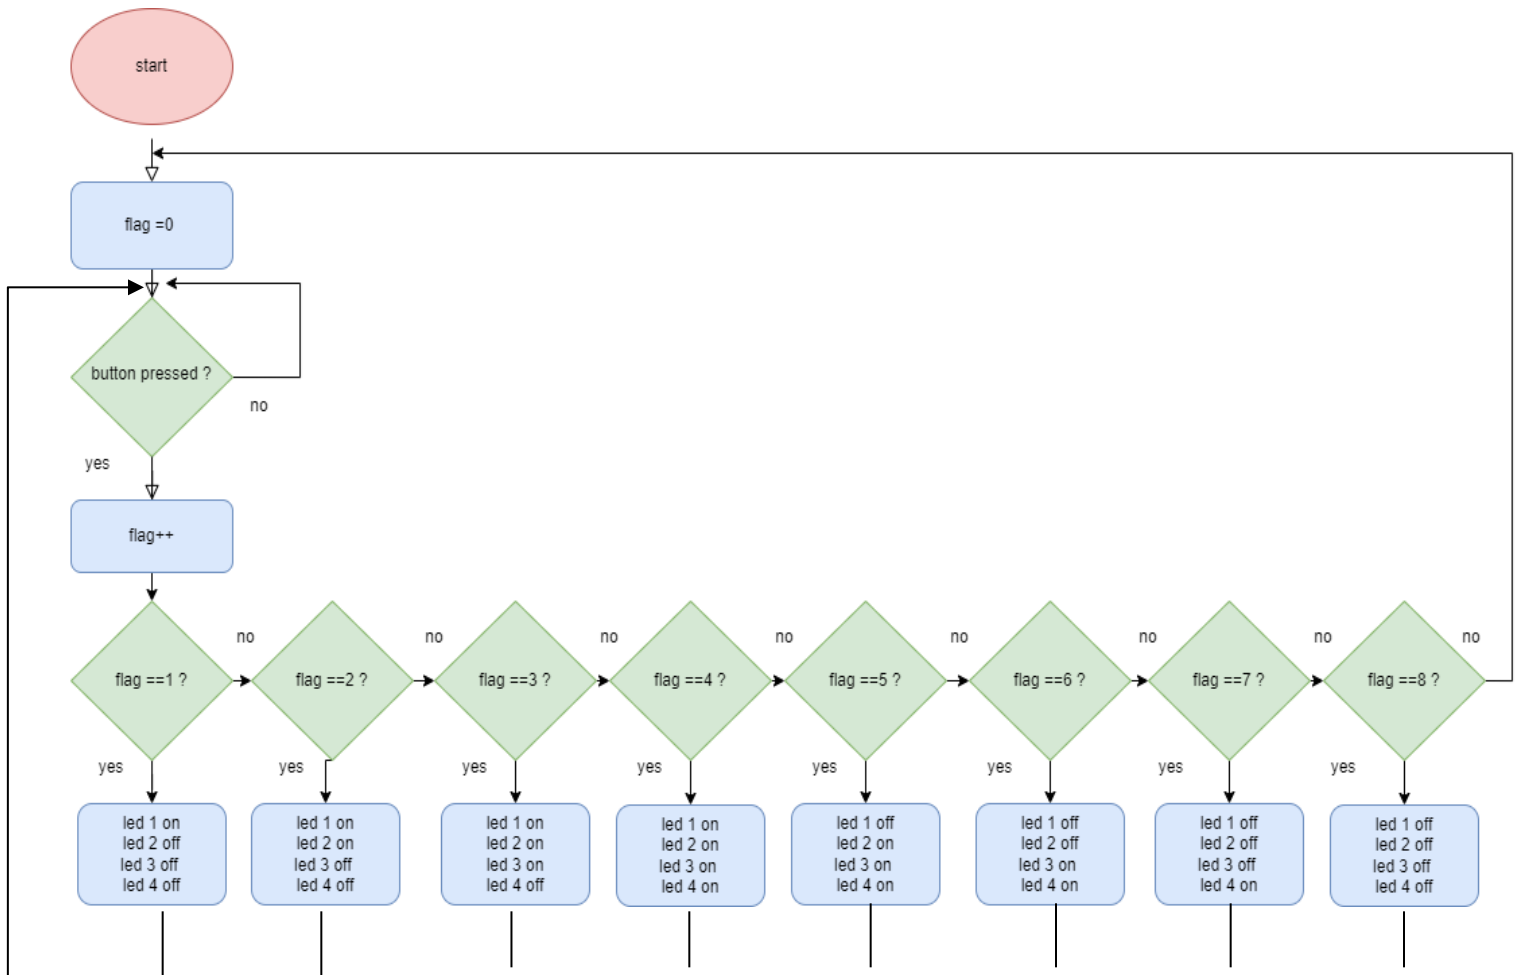 start
flag =0
button pressed ?
no
yes
flag++
no
no
no
no
no
no
no
no
flag ==1 ?
flag ==2 ?
flag ==3 ?
flag ==4 ?
flag ==5 ?
flag ==6 ?
flag ==7 ?
flag ==8 ?
yes
yes
yes
yes
yes
yes
yes
yes
led 1 on
led 2 off
led 3 off
led 4 off
led 1 on
led 2 on
led 3 off
led 4 off
led 1 on
led 2 on
led 3 on
led 4 off
led 1 on
led 2 on
led 3 on
led 4 on
led 1 off
led 2 on
led 3 on
led 4 on
led 1 off
led 2 off
led 3 on
led 4 on
led 1 off
led 2 off
led 3 off
led 4 on
led 1 off
led 2 off
led 3 off
led 4 off